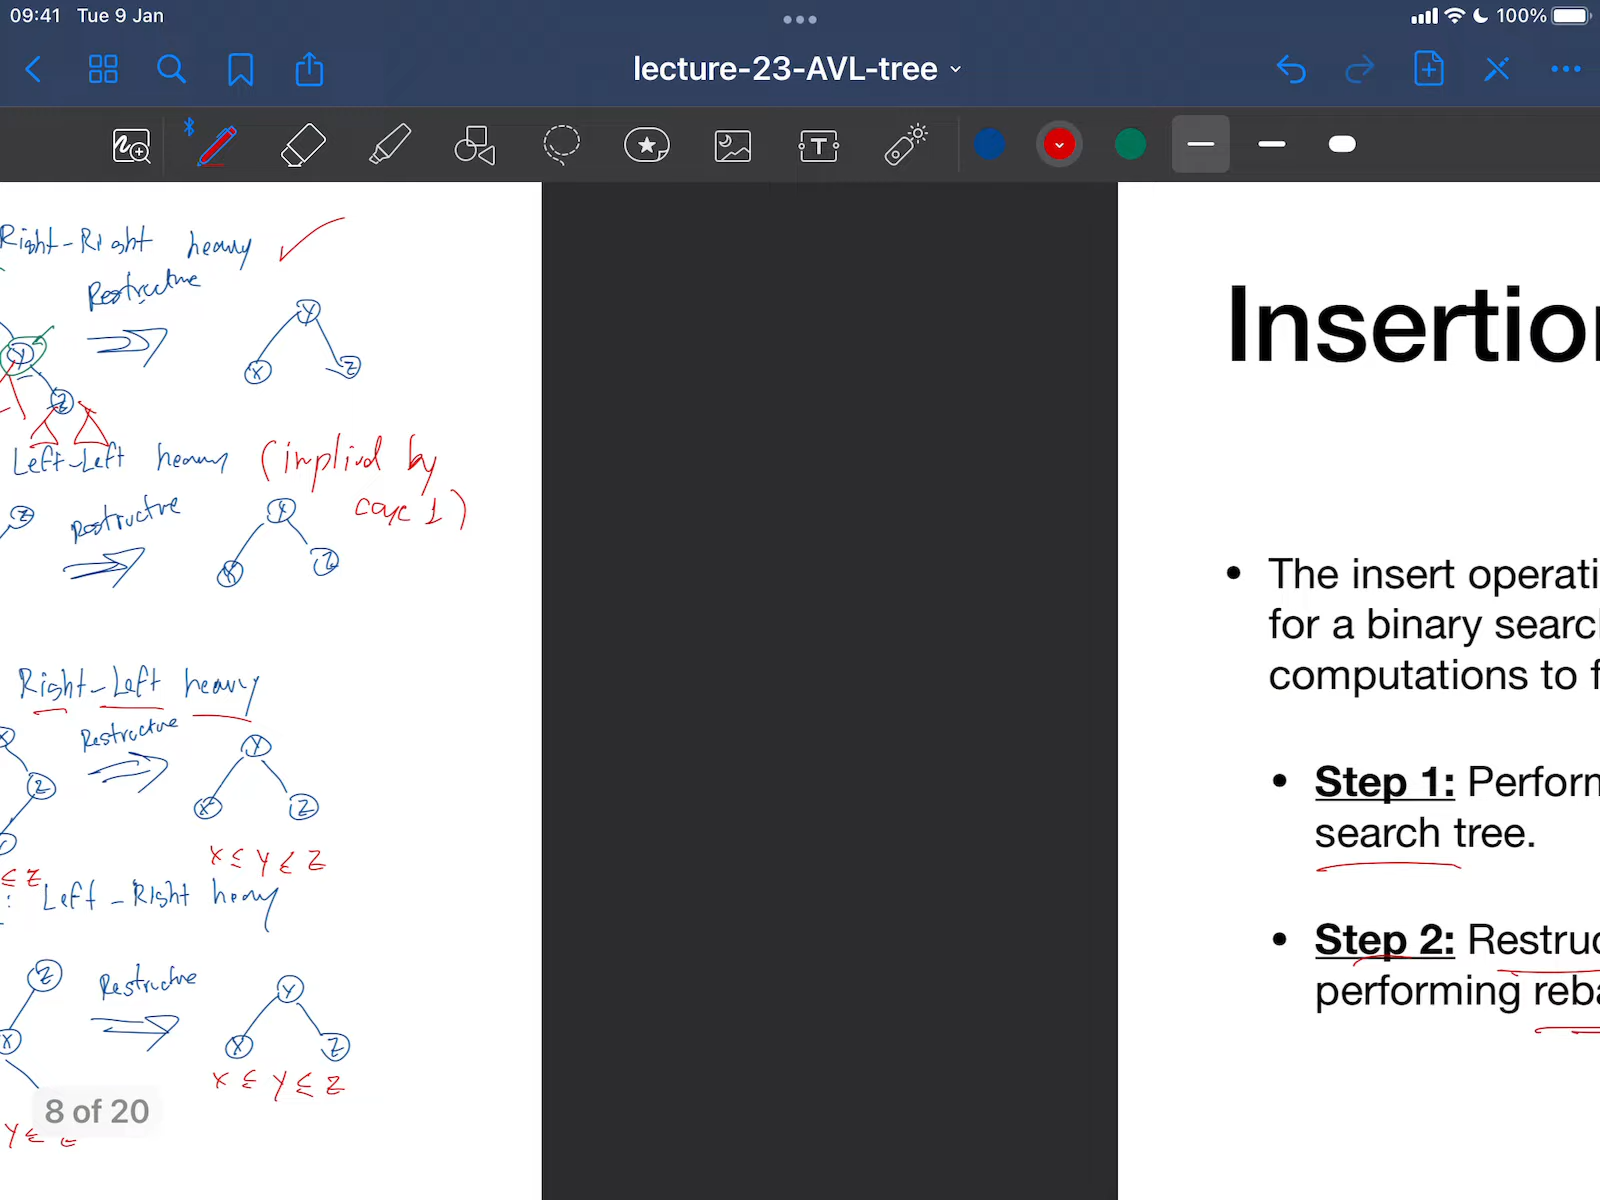 09:41 Tue 9 Jan
100%
lecture-23-AVL-tree
Right-Right heavy
Restructure
Y
X Z
Y
Z
Left-Left heavy (implied by
case 1)
Z Restructure Y
X Z
Right-Left heavy
Restructure
X Y
Z X Z
X ≤ Y ≤ Z
≤ Z
: Left-Right heavy
Z Restructure Y
X X Z
X ≤ Y ≤ Z
8 of 20
Y ≤
Insertion
• The insert operati
for a binary searc
computations to f
• Step 1: Perform
search tree.
• Step 2: Restruc
performing reba